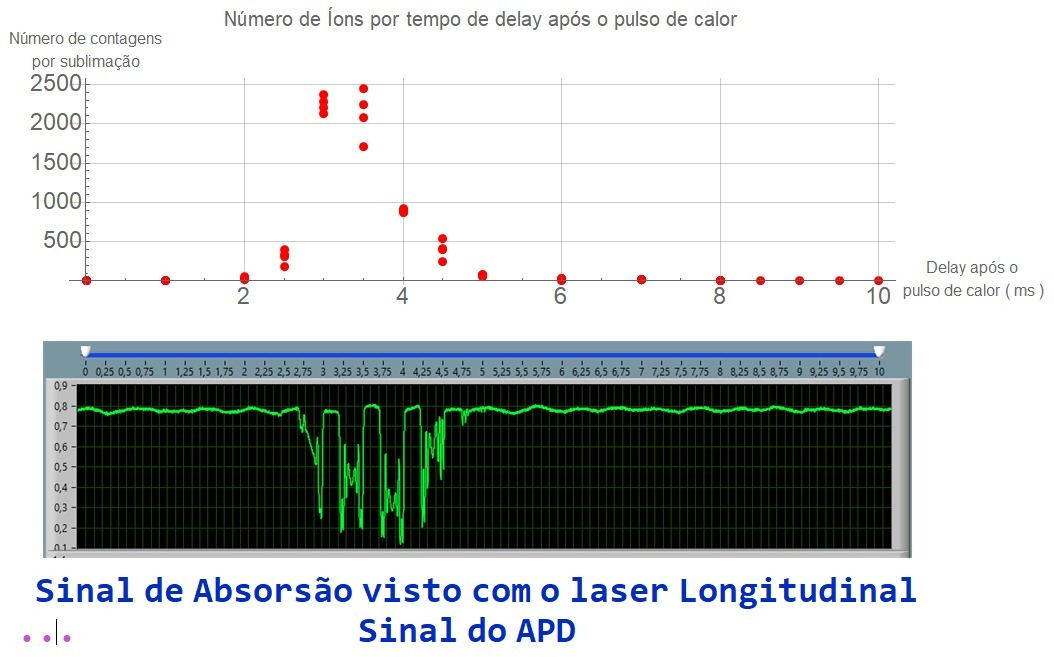 Número de Íons por tempo de delay após o pulso de calor
Número de contagens
por sublimação
2500
2000
1500
1000
500
2 4 6 8 10
Delay após o
pulso de calor ( ms )
0 0,25 0,5 0,75 1 1,25 1,5 1,75 2 2,25 2,5 2,75 3 3,25 3,5 3,75 4 4,25 4,5 4,75 5 5,25 5,5 5,75 6 6,25 6,5 6,75 7 7,25 7,5 7,75 8 8,25 8,5 8,75 9 9,25 9,5 9,75 10
0,9
0,8
0,7
0,6
0,5
0,4
0,3
0,2
0,1
Sinal de Absorsão visto com o laser Longitudinal
Sinal do APD